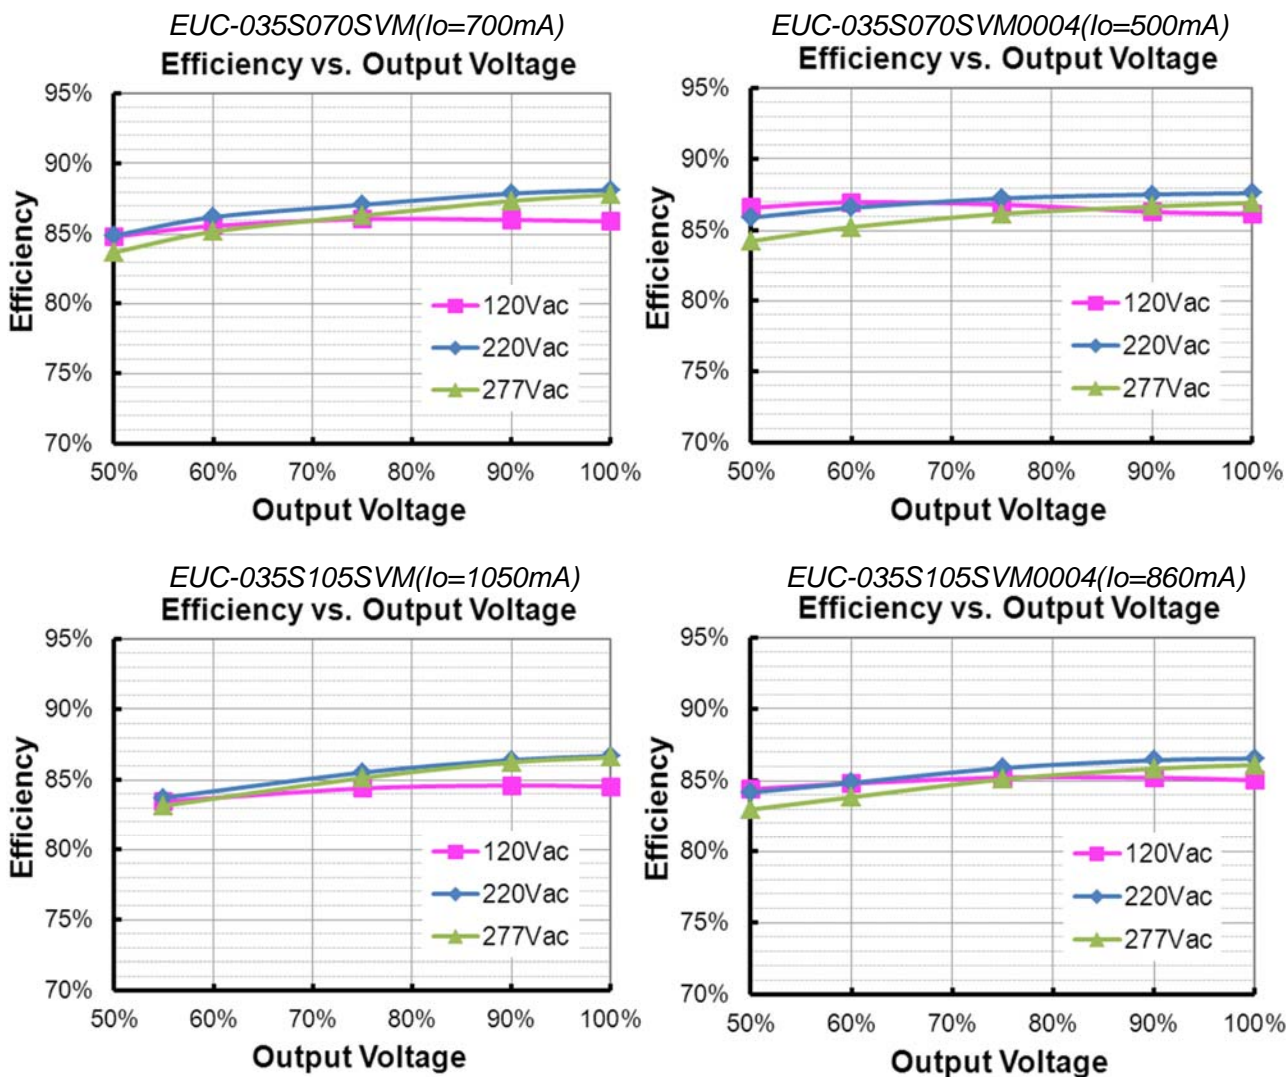 EUC-035S070SVM(Io=700mA)
Efficiency vs. Output Voltage
95%
90%
85%
80%
75%
70%
Efficiency
120Vac
220Vac
277Vac
50% 60% 70% 80% 90% 100%
Output Voltage
EUC-035S070SVM0004(Io=500mA)
Efficiency vs. Output Voltage
95%
90%
85%
80%
75%
70%
Efficiency
120Vac
220Vac
277Vac
50% 60% 70% 80% 90% 100%
Output Voltage
EUC-035S105SVM(Io=1050mA)
Efficiency vs. Output Voltage
95%
90%
85%
80%
75%
70%
Efficiency
120Vac
220Vac
277Vac
50% 60% 70% 80% 90% 100%
Output Voltage
EUC-035S105SVM0004(Io=860mA)
Efficiency vs. Output Voltage
95%
90%
85%
80%
75%
70%
Efficiency
120Vac
220Vac
277Vac
50% 60% 70% 80% 90% 100%
Output Voltage